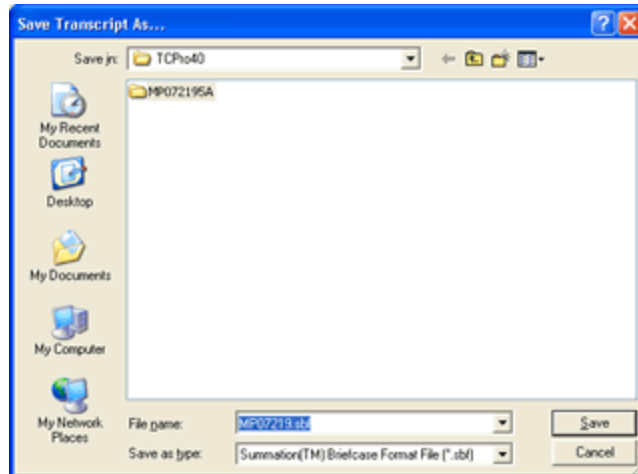 Save Transcript As...
Save in: TCPro40
MP072195A
My Recent
Documents
Desktop
My Documents
My Computer
My Network
Places
File name: MP07219.sbf
Save
Save as type: Summation(TM) Briefcase Format File (*.sbf)
Cancel